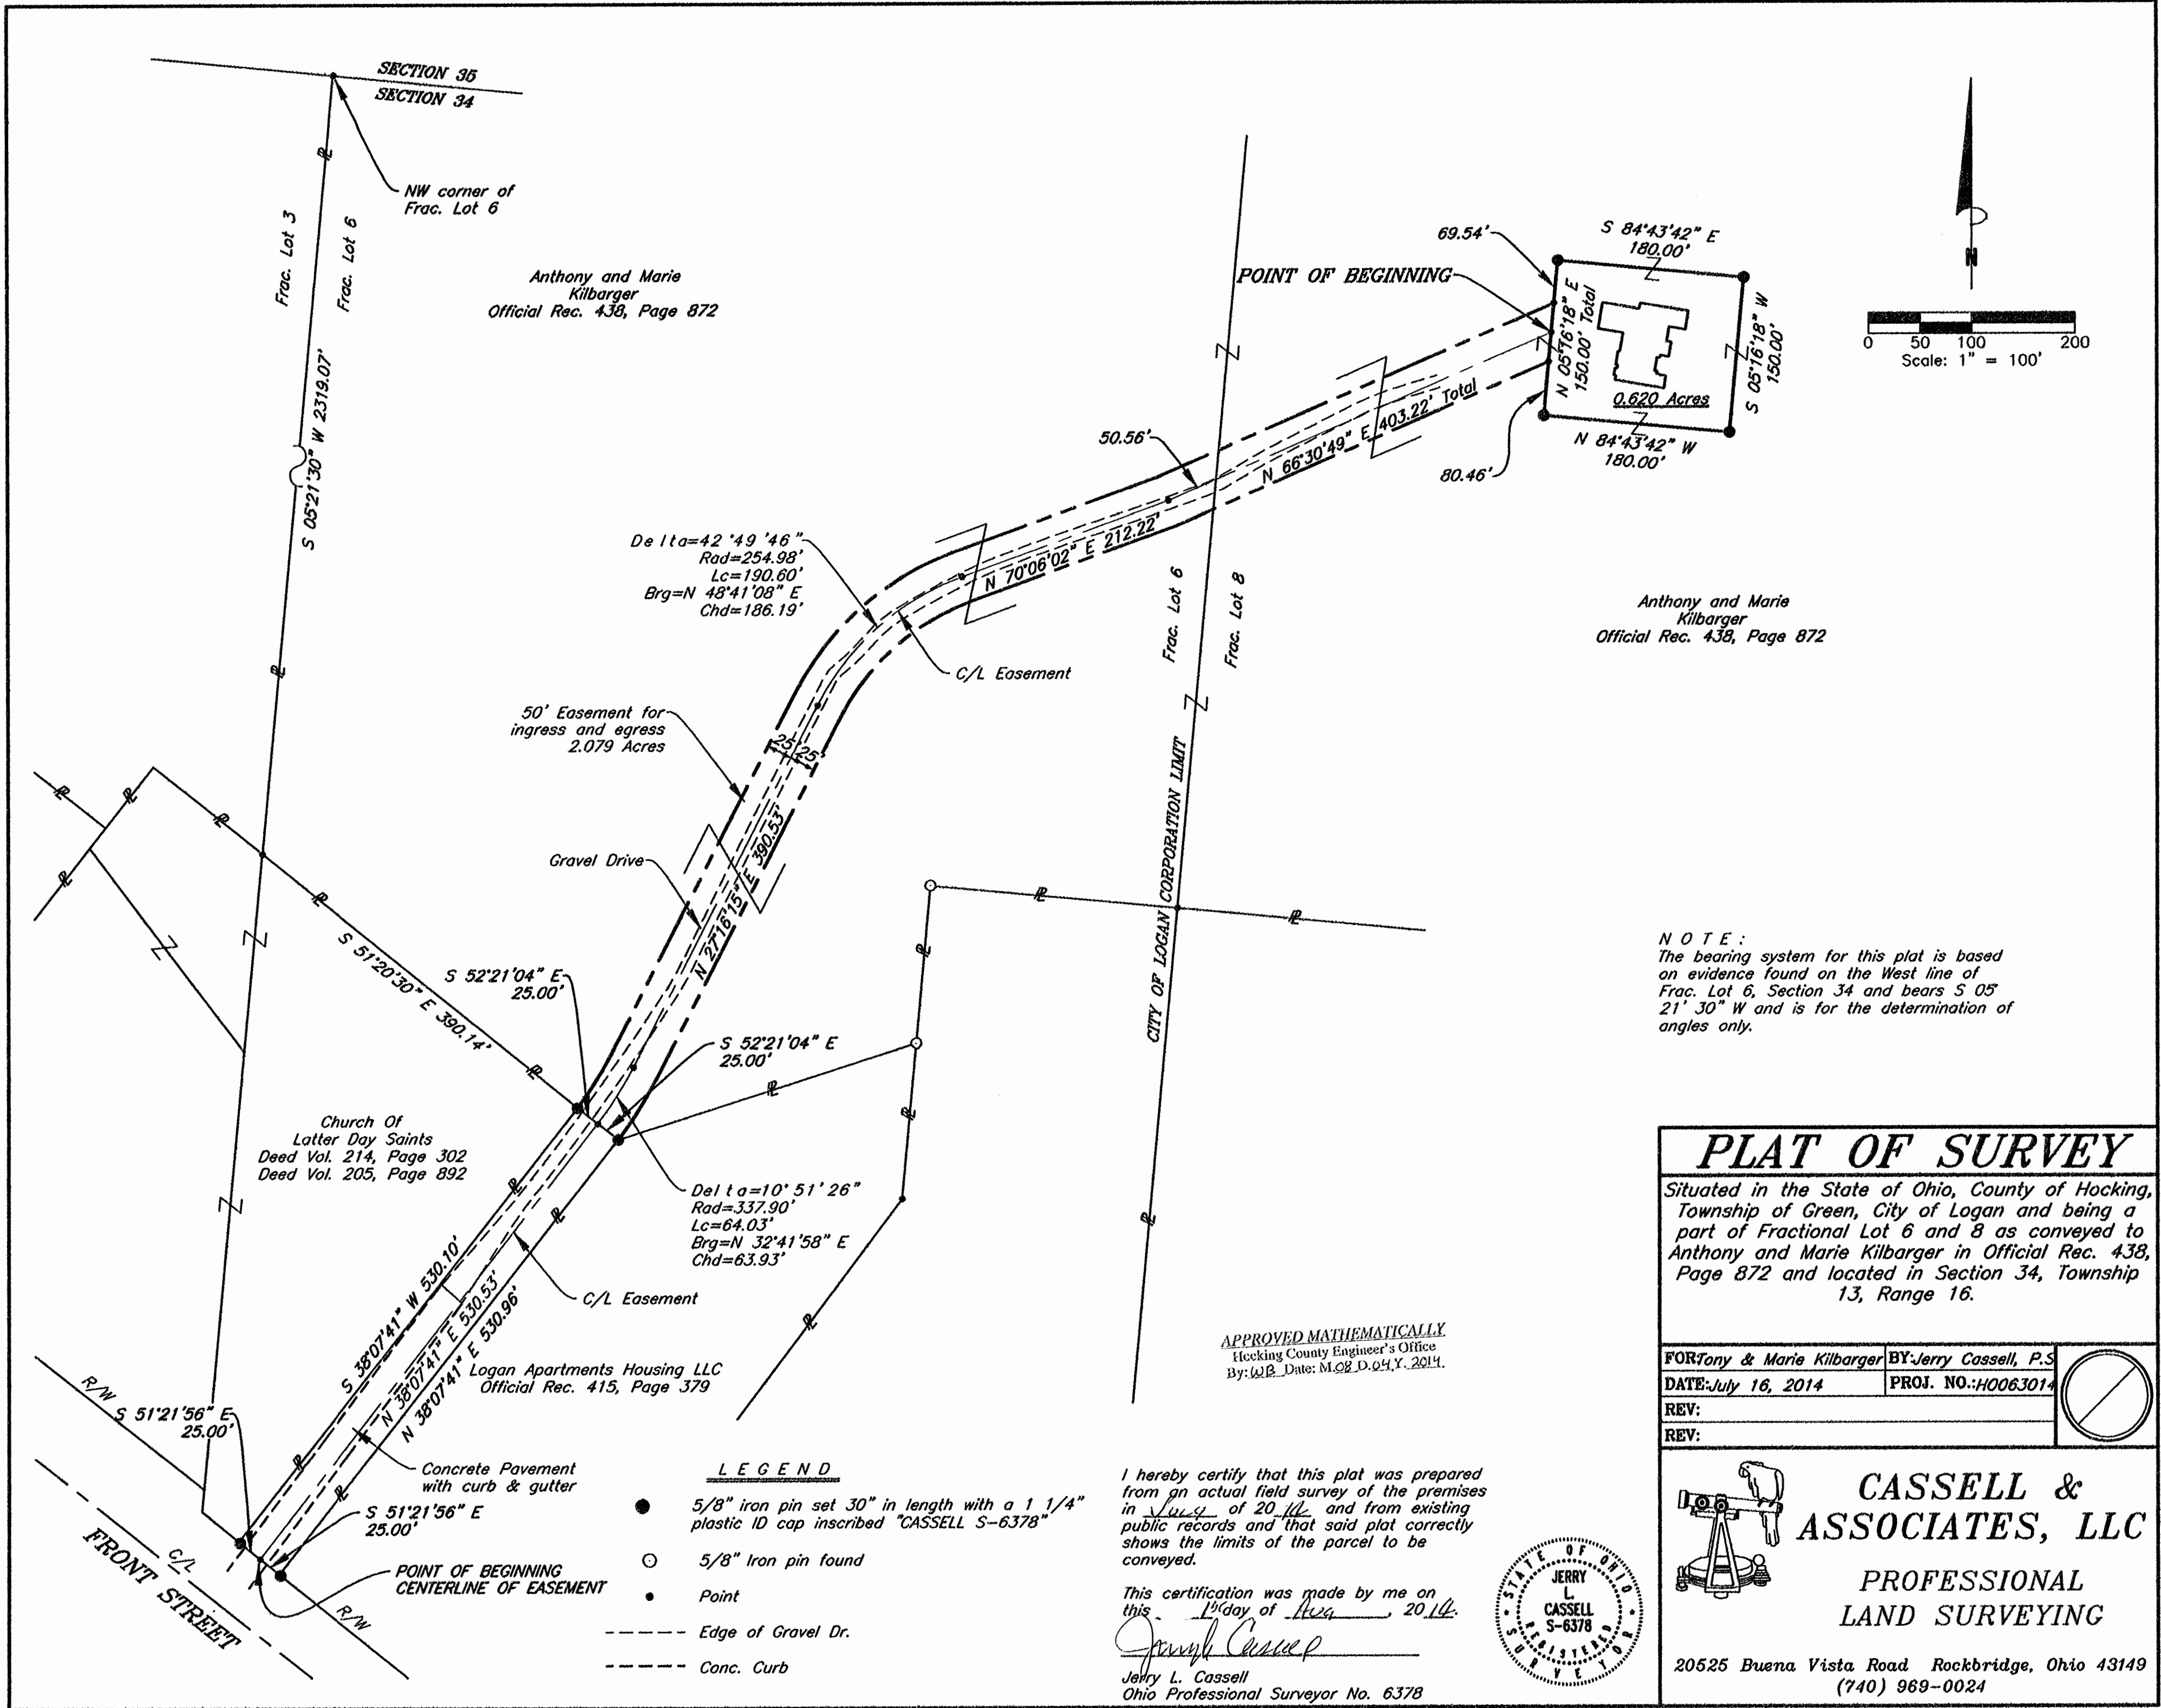 SECTION 35
SECTION 34
NW corner of
Frac. Lot 6
Frac. Lot 3
Frac. Lot 6
S 05°21'30" W 2319.07'
Anthony and Marie
Kilbarger
Official Rec. 438, Page 872
69.54'
S 84°43'42" E
180.00'
POINT OF BEGINNING
N 05°16'18" E
150.00' Total
S 05°16'18" W
150.00'
0.620 Acres
N 84°43'42" W
180.00'
80.46'
N
0 50 100 200
Scale: 1" = 100'
50.56'
N 66°30'49" E 403.22' Total
N 70°06'02" E 212.22'
Delta=42°49'46"
Rad=254.98'
Lc=190.60'
Brg=N 48°41'08" E
Chd=186.19'
C/L Easement
Frac. Lot 6
Frac. Lot 8
Anthony and Marie
Kilbarger
Official Rec. 438, Page 872
50' Easement for
ingress and egress
2.079 Acres
25' 25'
Gravel Drive
N 27°16'15" E 390.53'
CITY OF LOGAN CORPORATION LIMIT
S 51°20'30" E 390.14'
S 52°21'04" E
25.00'
S 52°21'04" E
25.00'
NOTE:
The bearing system for this plat is based
on evidence found on the West line of
Frac. Lot 6, Section 34 and bears S 05°
21' 30" W and is for the determination of
angles only.
Church Of
Latter Day Saints
Deed Vol. 214, Page 302
Deed Vol. 205, Page 892
Delta=10°51'26"
Rad=337.90'
Lc=64.03'
Brg=N 32°41'58" E
Chd=63.93'
C/L Easement
S 38°07'41" W 530.10'
N 38°07'41" E 530.53'
N 38°07'41" E 530.96'
Logan Apartments Housing LLC
Official Rec. 415, Page 379
R/W
S 51°21'56" E
25.00'
Concrete Pavement
with curb & gutter
S 51°21'56" E
25.00'
POINT OF BEGINNING
CENTERLINE OF EASEMENT
C/L
FRONT STREET
R/W
LEGEND
5/8" iron pin set 30" in length with a 1 1/4"
plastic ID cap inscribed "CASSELL S-6378"
5/8" Iron pin found
Point
Edge of Gravel Dr.
Conc. Curb
APPROVED MATHEMATICALLY
Hocking County Engineer's Office
By: WB Date: M.08 D.04 Y. 2014.
I hereby certify that this plat was prepared
from an actual field survey of the premises
in July of 2014 and from existing
public records and that said plat correctly
shows the limits of the parcel to be
conveyed.
This certification was made by me on
this 1st day of Aug, 2014.
Jerry L. Cassell
Ohio Professional Surveyor No. 6378
STATE OF OHIO
JERRY
L.
CASSELL
S-6378
REGISTERED
SURVEYOR
PLAT OF SURVEY
Situated in the State of Ohio, County of Hocking,
Township of Green, City of Logan and being a
part of Fractional Lot 6 and 8 as conveyed to
Anthony and Marie Kilbarger in Official Rec. 438,
Page 872 and located in Section 34, Township
13, Range 16.
FOR: Tony & Marie Kilbarger BY: Jerry Cassell, P.S
DATE: July 16, 2014 PROJ. NO.: H0063014
REV:
REV:
CASSELL &
ASSOCIATES, LLC
PROFESSIONAL
LAND SURVEYING
20525 Buena Vista Road Rockbridge, Ohio 43149
(740) 969-0024